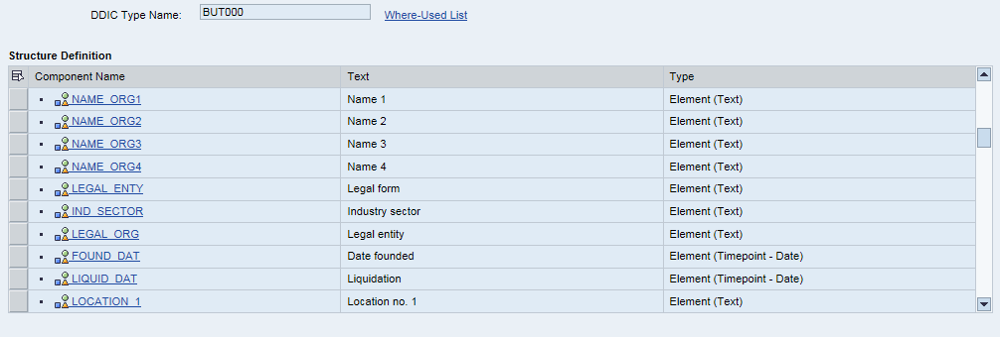 DDIC Type Name: BUT000 Where-Used List
Structure Definition
Component Name Text Type
NAME_ORG1 Name 1 Element (Text)
NAME_ORG2 Name 2 Element (Text)
NAME_ORG3 Name 3 Element (Text)
NAME_ORG4 Name 4 Element (Text)
LEGAL_ENTY Legal form Element (Text)
IND_SECTOR Industry sector Element (Text)
LEGAL_ORG Legal entity Element (Text)
FOUND_DAT Date founded Element (Timepoint - Date)
LIQUID_DAT Liquidation Element (Timepoint - Date)
LOCATION_1 Location no. 1 Element (Text)